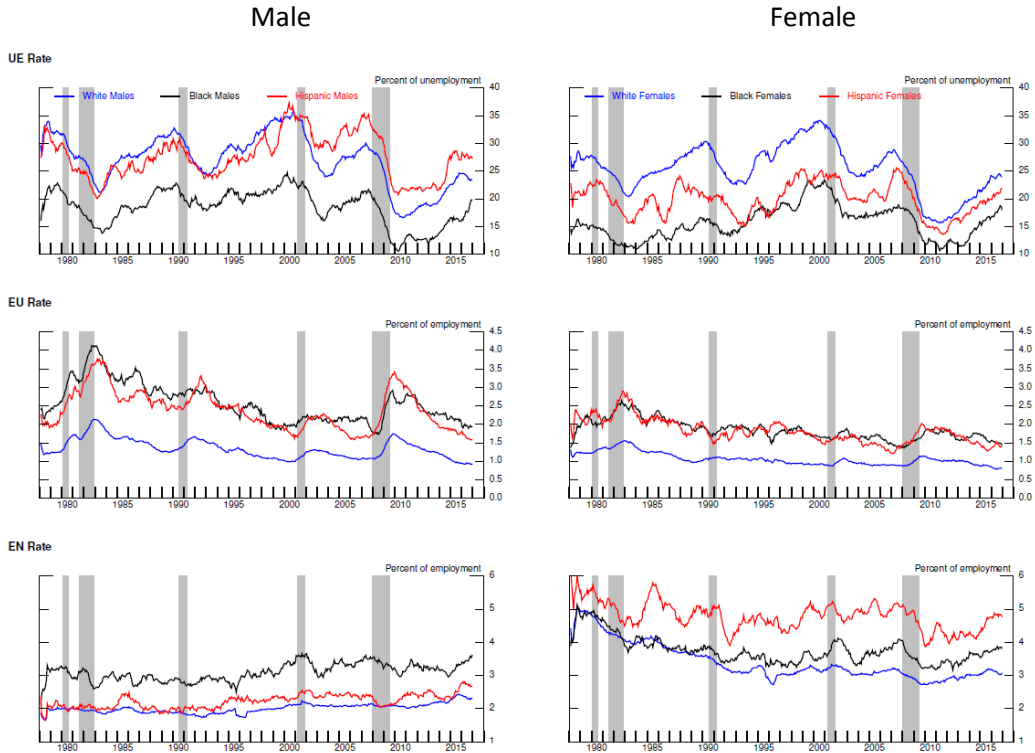 Male Female
UE Rate
Percent of unemployment Percent of unemployment
White Males Black Males Hispanic Males White Females Black Females Hispanic Females
40 40
35 35
30 30
25 25
20 20
15 15
10 10
1980 1985 1990 1995 2000 2005 2010 2015 1980 1985 1990 1995 2000 2005 2010 2015
EU Rate
Percent of employment Percent of employment
4.5 4.5
4.0 4.0
3.5 3.5
3.0 3.0
2.5 2.5
2.0 2.0
1.5 1.5
1.0 1.0
0.5 0.5
0.0 0.0
1980 1985 1990 1995 2000 2005 2010 2015 1980 1985 1990 1995 2000 2005 2010 2015
EN Rate
Percent of employment Percent of employment
6 6
5 5
4 4
3 3
2 2
1 1
1980 1985 1990 1995 2000 2005 2010 2015 1980 1985 1990 1995 2000 2005 2010 2015